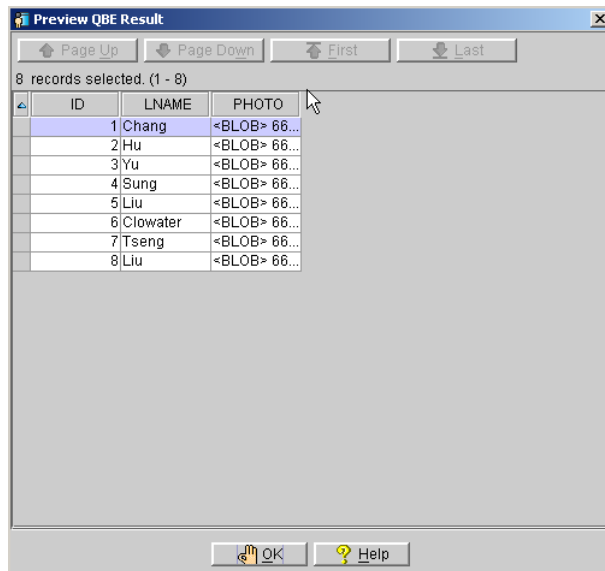 Preview QBE Result
Page Up Page Down First Last
8 records selected. (1 - 8)
ID LNAME PHOTO
1 Chang <BLOB> 66...
2 Hu <BLOB> 66...
3 Yu <BLOB> 66...
4 Sung <BLOB> 66...
5 Liu <BLOB> 66...
6 Clowater <BLOB> 66...
7 Tseng <BLOB> 66...
8 Liu <BLOB> 66...
OK Help